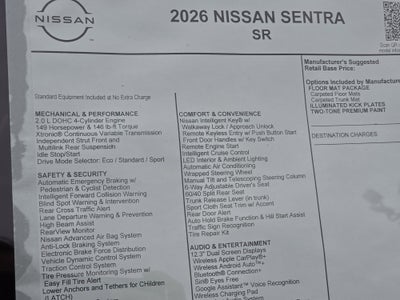 NISSAN
2026 NISSAN SENTRA
SR
Scan QR
Manufacturer's Suggested
Retail Base Price:
Options Included by Manufacturer
FLOOR MAT PACKAGE
Carpeted Floor Mats
Carpeted Trunk Mat
ILLUMINATED KICK PLATES
TWO-TONE PREMIUM PAINT
DESTINATION CHARGES
Standard Equipment Included at No Extra Charge
MECHANICAL & PERFORMANCE
2.0 L DOHC 4-Cylinder Engine
149 Horsepower & 146 lb-ft Torque
Xtronic® Continuous Variable Transmission
Independent Strut Front and
Multilink Rear Suspension
Idle Stop/Start
Drive Mode Selector: Eco / Standard / Sport
SAFETY & SECURITY
Automatic Emergency Braking w/
Pedestrian & Cyclist Detection
Intelligent Forward Collision Warning
Blind Spot Warning & Intervention
Rear Cross Traffic Alert
Lane Departure Warning & Prevention
High Beam Assist
RearView Monitor
Nissan Advanced Air Bag System
Anti-Lock Braking System
Electronic Brake Force Distribution
Vehicle Dynamic Control System
Traction Control System
Tire Pressure Monitoring System w/
Easy Fill Tire Alert
Lower Anchors and Tethers for Children
(LATCH)
COMFORT & CONVENIENCE
Nissan Intelligent Key® w/
Walkaway Lock / Approach Unlock
Remote Keyless Entry w/ Push Button Start
Front Door Handles w/ Key Switch
Remote Engine Start
Intelligent Cruise Control
LED Interior & Ambient Lighting
Automatic Air Conditioning
Wrapped Steering Wheel
Manual Tilt and Telescoping Steering Column
6-Way Adjustable Driver's Seat
60/40 Split Rear Seat
Trunk Release Lever (in trunk)
Sport Cloth Seat Trim w/ Accent
Rear Door Alert
Auto Hold Brake Function & Hill Start Assist
Traffic Sign Recognition
Tire Repair Kit
AUDIO & ENTERTAINMENT
12.3" Dual Screen Displays
Wireless Apple CarPlay®+
Wireless Android Auto™+
Bluetooth® Connection+
Siri® Eyes Free
Google Assistant™ Voice Recognition
Wireless Charging Pad